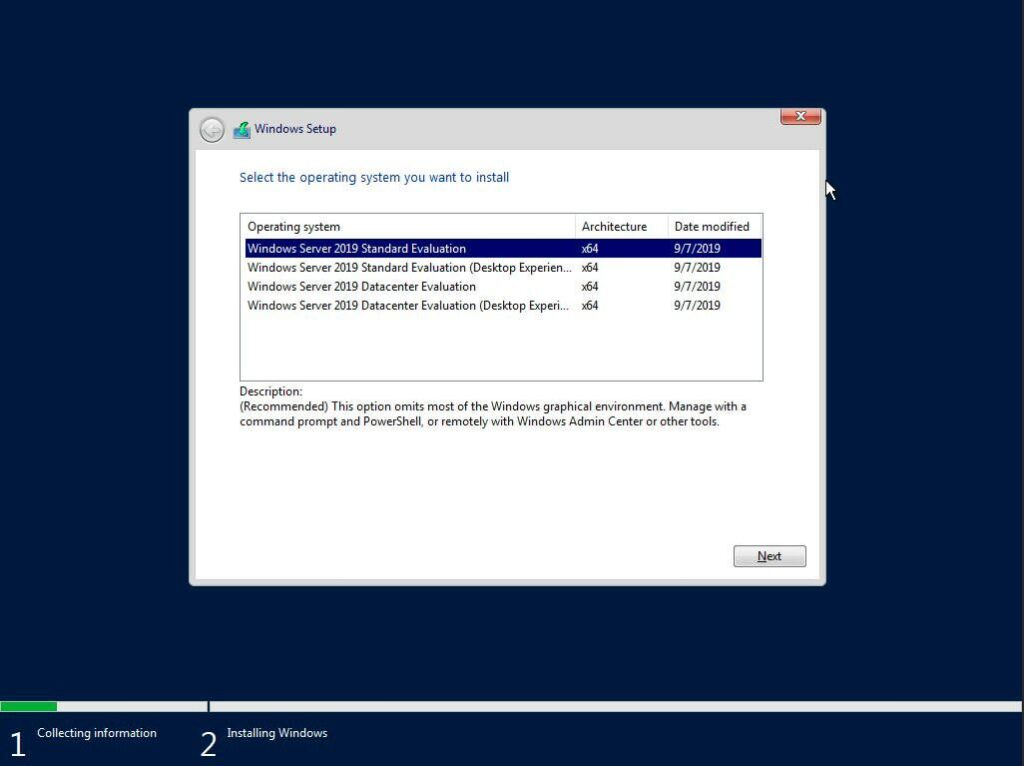 Windows Setup
Select the operating system you want to install
Operating system Architecture Date modified
Windows Server 2019 Standard Evaluation x64 9/7/2019
Windows Server 2019 Standard Evaluation (Desktop Experien... x64 9/7/2019
Windows Server 2019 Datacenter Evaluation x64 9/7/2019
Windows Server 2019 Datacenter Evaluation (Desktop Experi... x64 9/7/2019
Description:
(Recommended) This option omits most of the Windows graphical environment. Manage with a
command prompt and PowerShell, or remotely with Windows Admin Center or other tools.
Next
1 Collecting information 2 Installing Windows